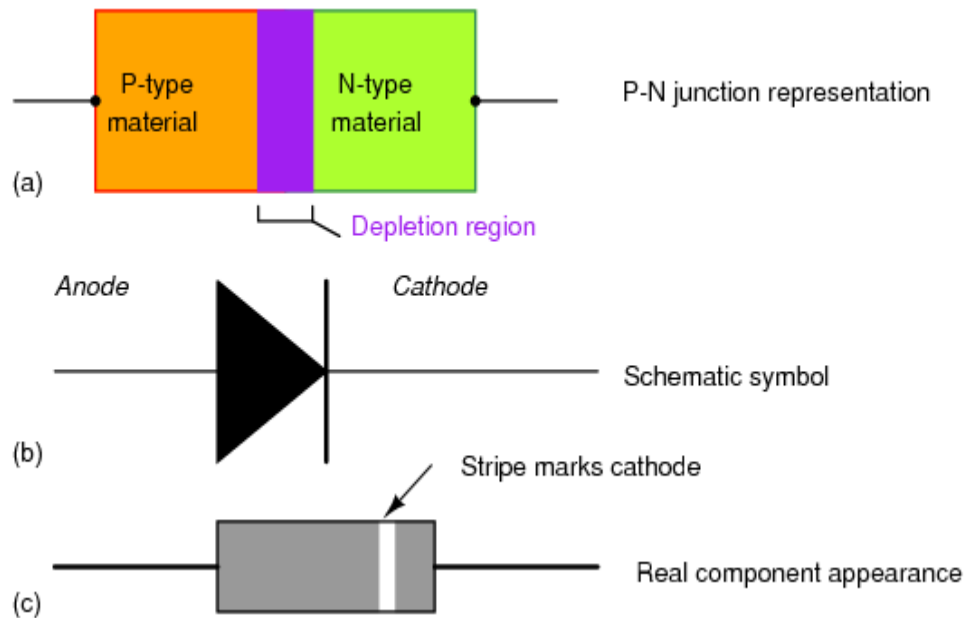 P-type
material
N-type
material
P-N junction representation
(a)
Depletion region
Anode
Cathode
Schematic symbol
(b)
Stripe marks cathode
Real component appearance
(c)